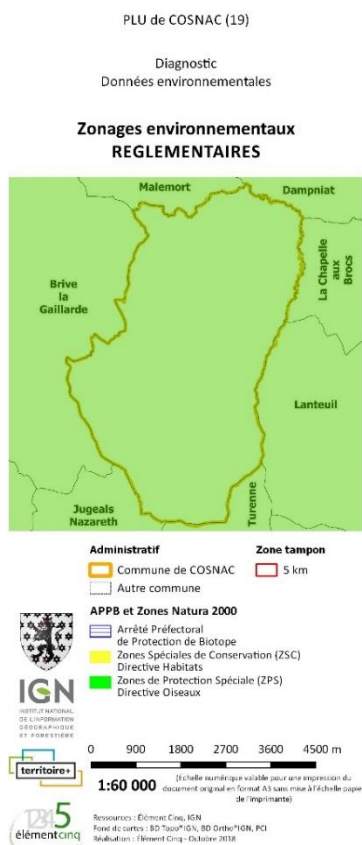 PLU de COSNAC (19)
Diagnostic
Données environnementales
Zonages environnementaux
REGLEMENTAIRES
Malemort
Dampniat
La Chapelle
aux
Brocs
Brive
la
Gaillarde
Lanteuil
Turenne
Jugeals
Nazareth
Administratif
Commune de COSNAC
Autre commune
Zone tampon
5 km
APPB et Zones Natura 2000
Arrêté Préfectoral
de Protection de Biotope
Zones Spéciales de Conservation (ZSC)
Directive Habitats
Zones de Protection Spéciale (ZPS)
Directive Oiseaux
IGN
INSTITUT NATIONAL
DE L'INFORMATION
GÉOGRAPHIQUE
ET FORESTIÈRE
territoire+
0 900 1800 2700 3600 4500 m
1:60 000
(Echelle numérique valable pour une impression du
document original en format A3 sans mise à l'échelle papier
de l'imprimante)
12345
élémentcinq
Ressources : Élément Cinq, IGN
Fond de cartes : BD Topo®IGN, BD Ortho®IGN, PCI
Réalisation : Élément Cinq - Octobre 2018